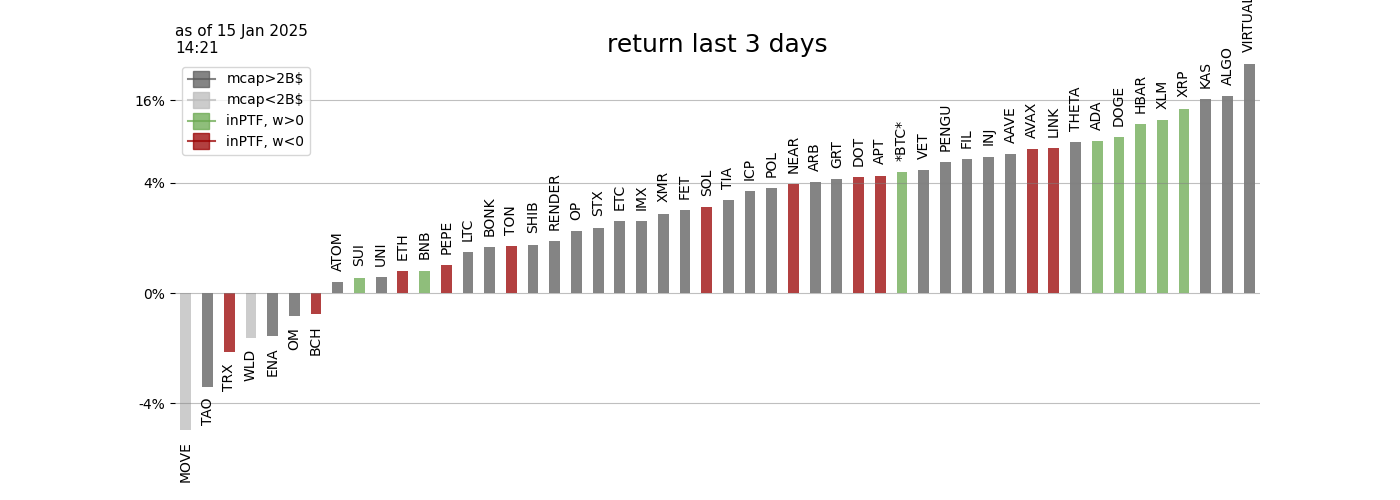 as of 15 Jan 2025
14:21
return last 3 days
mcap>2B$
mcap<2B$
inPTF, w>0
inPTF, w<0
16%
4%
0%
-4%
MOVE
TAO
TRX
WLD
ENA
OM
BCH
ATOM
SUI
UNI
ETH
BNB
PEPE
LTC
BONK
TON
SHIB
RENDER
OP
STX
ETC
IMX
XMR
FET
SOL
TIA
ICP
POL
NEAR
ARB
GRT
DOT
APT
*BTC*
VET
PENGU
FIL
INJ
AAVE
AVAX
LINK
THETA
ADA
DOGE
HBAR
XLM
XRP
KAS
ALGO
VIRTUAL